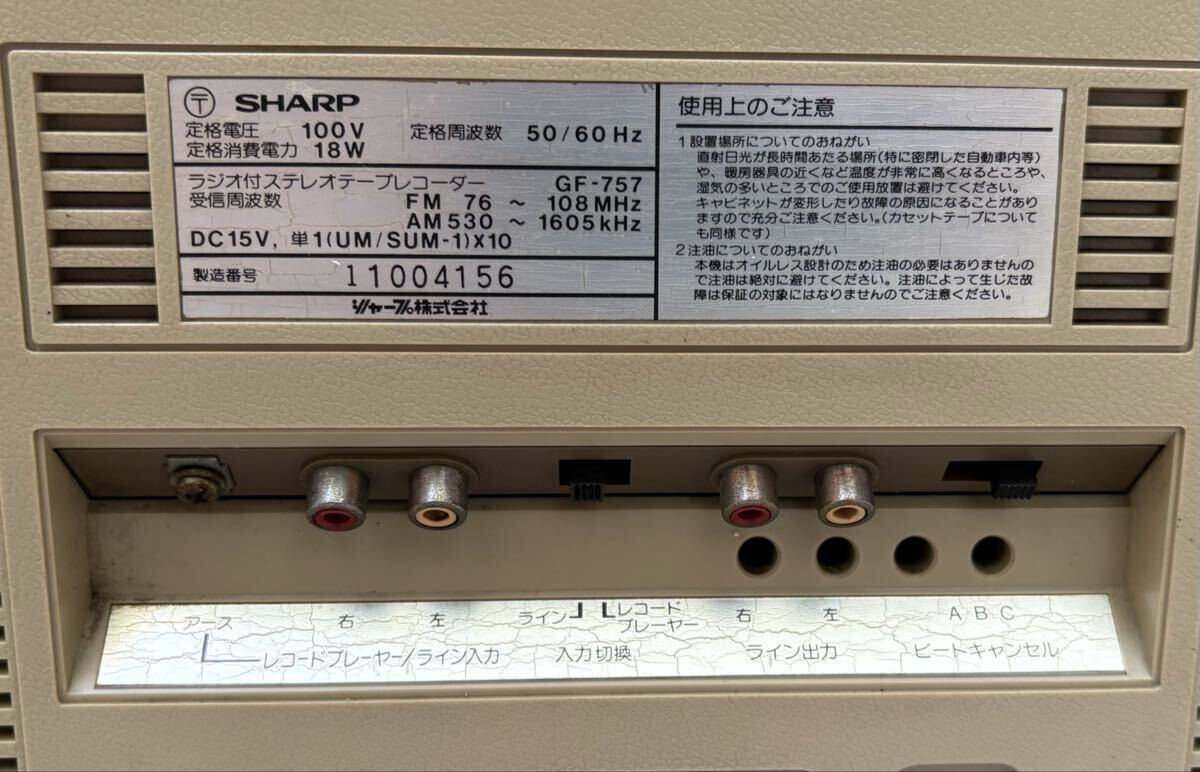 〒 SHARP
定格電圧 100V 定格周波数 50/60Hz
定格消費電力 18W
ラジオ付ステレオテープレコーダー GF-757
受信周波数 FM 76 ~ 108MHz
AM530 ~ 1605kHz
DC15V, 単1(UM/SUM-1)X10
製造番号 11004156
シャープ株式会社
使用上のご注意
1 設置場所についてのおねがい
直射日光が長時間あたる場所(特に密閉した自動車内等)
や、暖房器具の近くなど温度が非常に高くなるところや、
湿気の多いところでのご使用放置は避けてください。
キャビネットが変形したり故障の原因になることがあり
ますので充分ご注意ください。(カセットテープについて
も同様です)
2 注油についてのおねがい
本機はオイルレス設計のため注油の必要はありませんの
で注油は絶対に避けてください。注油によって生じた故
障は保証の対象にはなりませんのでご注意ください。
アース 右 左 ライン レコードプレーヤー 右 左 A B C
レコードプレーヤー/ライン入力 入力切換 ライン出力 ビートキャンセル